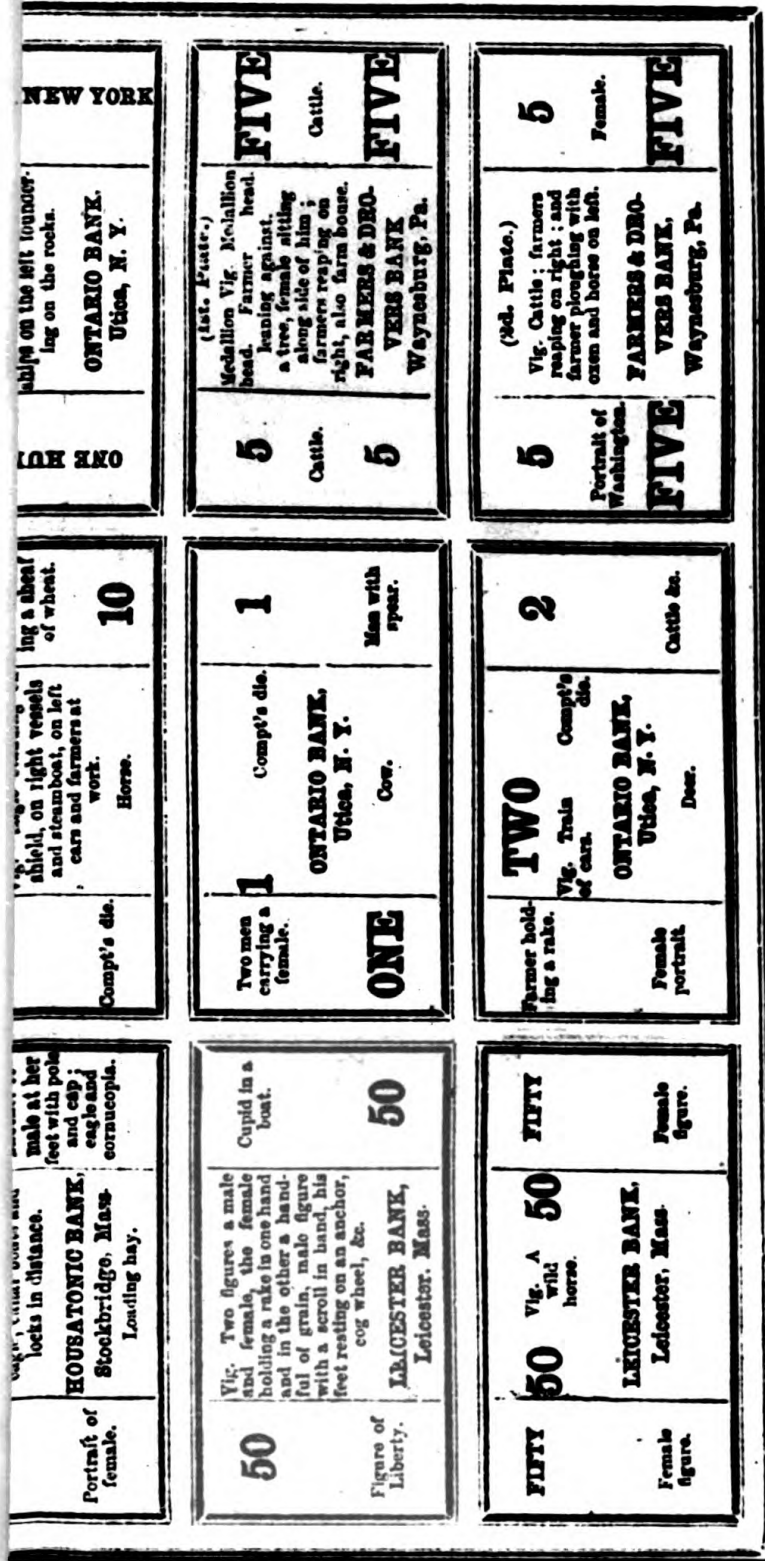 Portrait of
female.
locks in distance.
HOUSATONIC BANK,
Stockbridge, Mass.
Loading hay.
male at her
feet with pole
and cap ;
eagle and
cornucopia.
50
Figure of
Liberty.
Vig. Two figures a male
and female, the female
holding a rake in one hand
and in the other a hand-
ful of grain, male figure
with a scroll in hand, his
feet resting on an anchor,
cog wheel, &c.
LEICESTER BANK,
Leicester. Mass.
Cupid in a
boat.
50
FIFTY
Female
figure.
50 Vig. A 50
wild
horse.
LEICESTER BANK,
Leicester, Mass.
FIFTY
Female
figure.
Compt's die.
shield, on right vessels
and steamboat, on left
cars and farmers at
work.
Horse.
ing a sheaf
of wheat.
10
Two men
carrying a
female.
ONE
1 Compt's die.
ONTARIO BANK,
Utica, N. Y.
Cow.
1
Man with
spear.
Farmer hold-
ing a rake.
Female
portrait.
TWO
Vig. Train Compt's
of cars. die.
ONTARIO BANK,
Utica, N. Y.
Deer.
2
Cattle &c.
ONE HUN
ships on the left founder-
ing on the rocks.
ONTARIO BANK,
Utica, N. Y.
NEW YORK
5
Cattle.
5
(1st. Plate.)
Medallion Vig. Medallion
head. Farmer head.
leaning against.
a tree, female sitting
along side of him ;
farmers reaping on
right, also farm house.
FARMERS & DRO-
VERS BANK
Waynesburg, Pa.
FIVE
Cattle.
FIVE
5
Portrait of
Washington.
FIVE
(2d. Plate.)
Vig. Cattle ; farmers
reaping on right ; and
farmer ploughing with
oxen and horse on left.
FARMERS & DRO-
VERS BANK,
Waynesburg, Pa.
5
Female.
FIVE